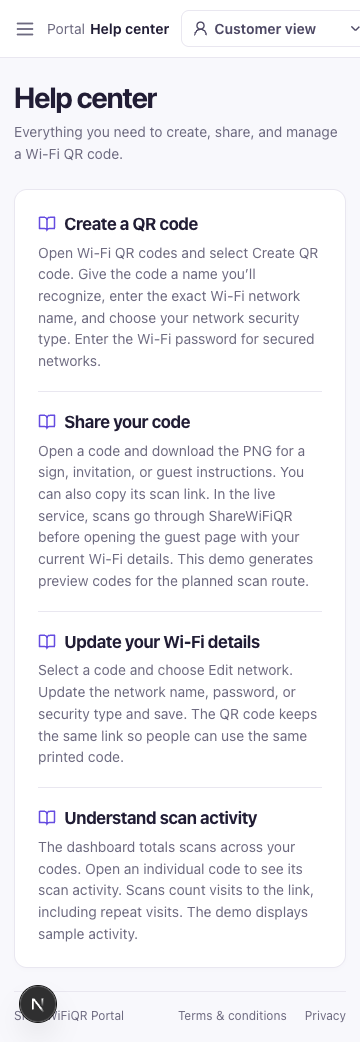 Portal Help center Customer view
Help center
Everything you need to create, share, and manage
a Wi-Fi QR code.
Create a QR code
Open Wi-Fi QR codes and select Create QR
code. Give the code a name you’ll
recognize, enter the exact Wi-Fi network
name, and choose your network security
type. Enter the Wi-Fi password for secured
networks.
Share your code
Open a code and download the PNG for a
sign, invitation, or guest instructions. You
can also copy its scan link. In the live
service, scans go through ShareWiFiQR
before opening the guest page with your
current Wi-Fi details. This demo generates
preview codes for the planned scan route.
Update your Wi-Fi details
Select a code and choose Edit network.
Update the network name, password, or
security type and save. The QR code keeps
the same link so people can use the same
printed code.
Understand scan activity
The dashboard totals scans across your
codes. Open an individual code to see its
scan activity. Scans count visits to the link,
including repeat visits. The demo displays
sample activity.
N
Portal Terms & conditions Privacy